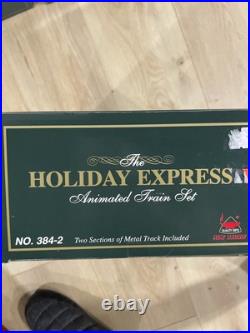 The
HOLIDAY EXPRESS
Animated Train Set
NO. 384-2
Two Sections of Metal Track Included